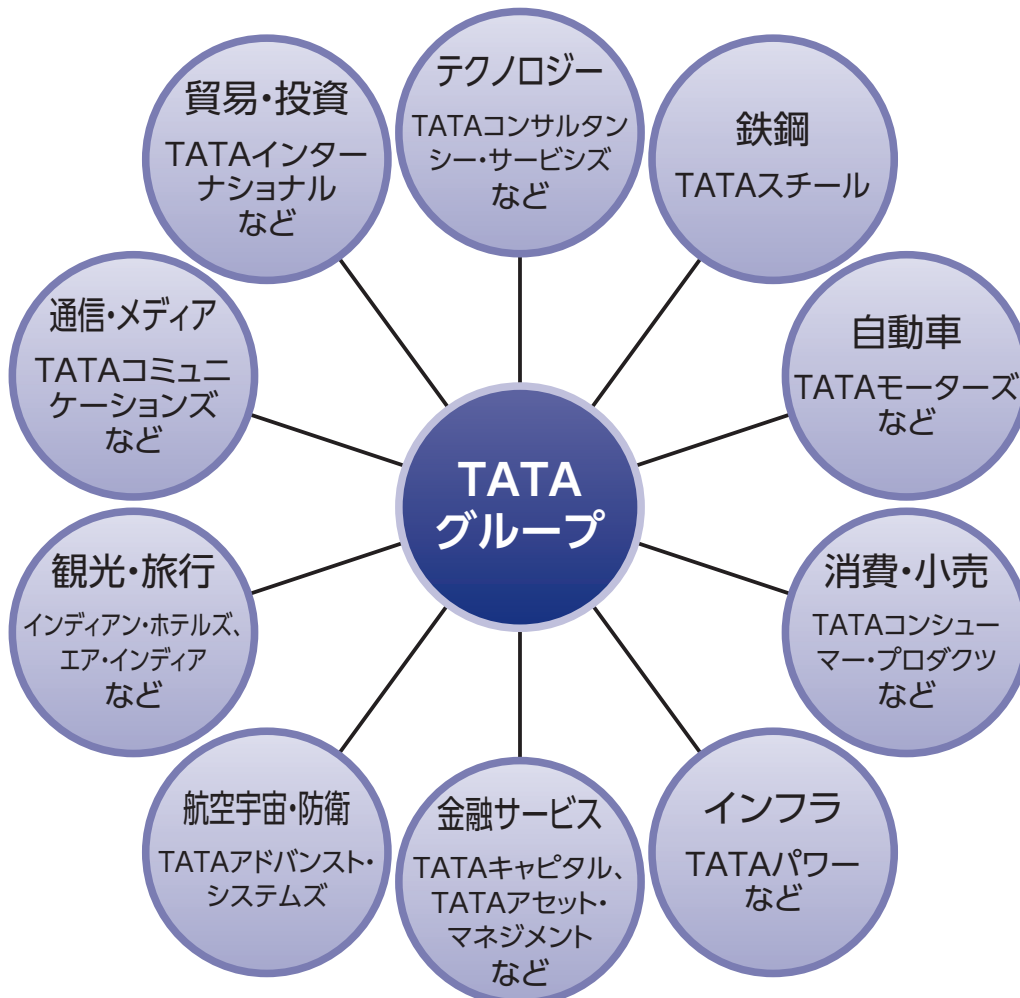 テクノロジー
TATAコンサルタン
シー・サービシズ
など
鉄鋼
TATAスチール
自動車
TATAモーターズ
など
消費・小売
TATAコンシュー
マー・プロダクツ
など
インフラ
TATAパワー
など
金融サービス
TATAキャピタル、
TATAアセット・
マネジメント
など
航空宇宙・防衛
TATAアドバンスト・
システムズ
観光・旅行
インディアン・ホテルズ、
エア・インディア
など
通信・メディア
TATAコミュニ
ケーションズ
など
貿易・投資
TATAインター
ナショナル
など
TATA
グループ